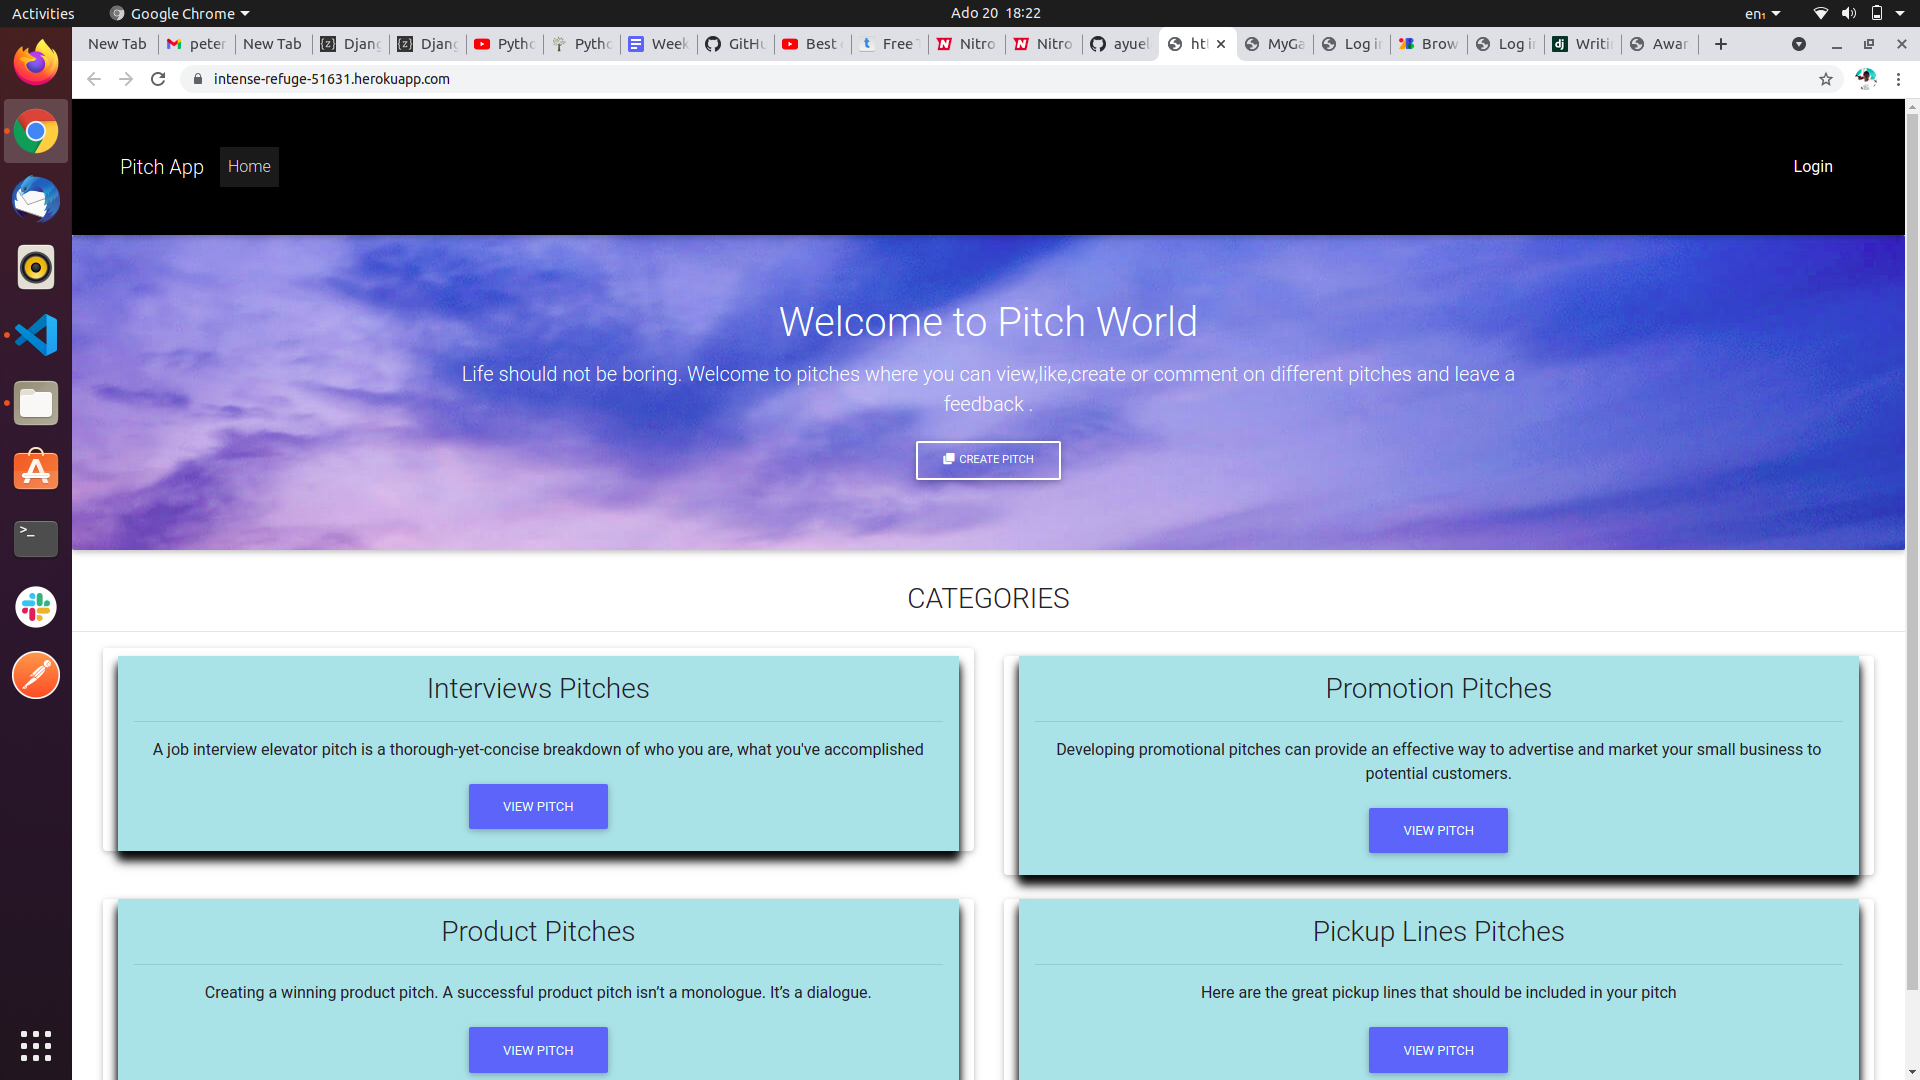 Activities
Google Chrome
Ado 20 18:22
en₁
New Tab
peter
New Tab
Djang
Djang
Pytho
Pytho
Week
GitHu
Best
Free
Nitro
Nitro
ayuel
htt
MyGa
Log in
Brow
Log in
Writi
Awar
intense-refuge-51631.herokuapp.com
Pitch App
Home
Login
Welcome to Pitch World
Life should not be boring. Welcome to pitches where you can view,like,create or comment on different pitches and leave a
feedback .
CREATE PITCH
CATEGORIES
Interviews Pitches
A job interview elevator pitch is a thorough-yet-concise breakdown of who you are, what you've accomplished
VIEW PITCH
Promotion Pitches
Developing promotional pitches can provide an effective way to advertise and market your small business to
potential customers.
VIEW PITCH
Product Pitches
Creating a winning product pitch. A successful product pitch isn’t a monologue. It’s a dialogue.
VIEW PITCH
Pickup Lines Pitches
Here are the great pickup lines that should be included in your pitch
VIEW PITCH